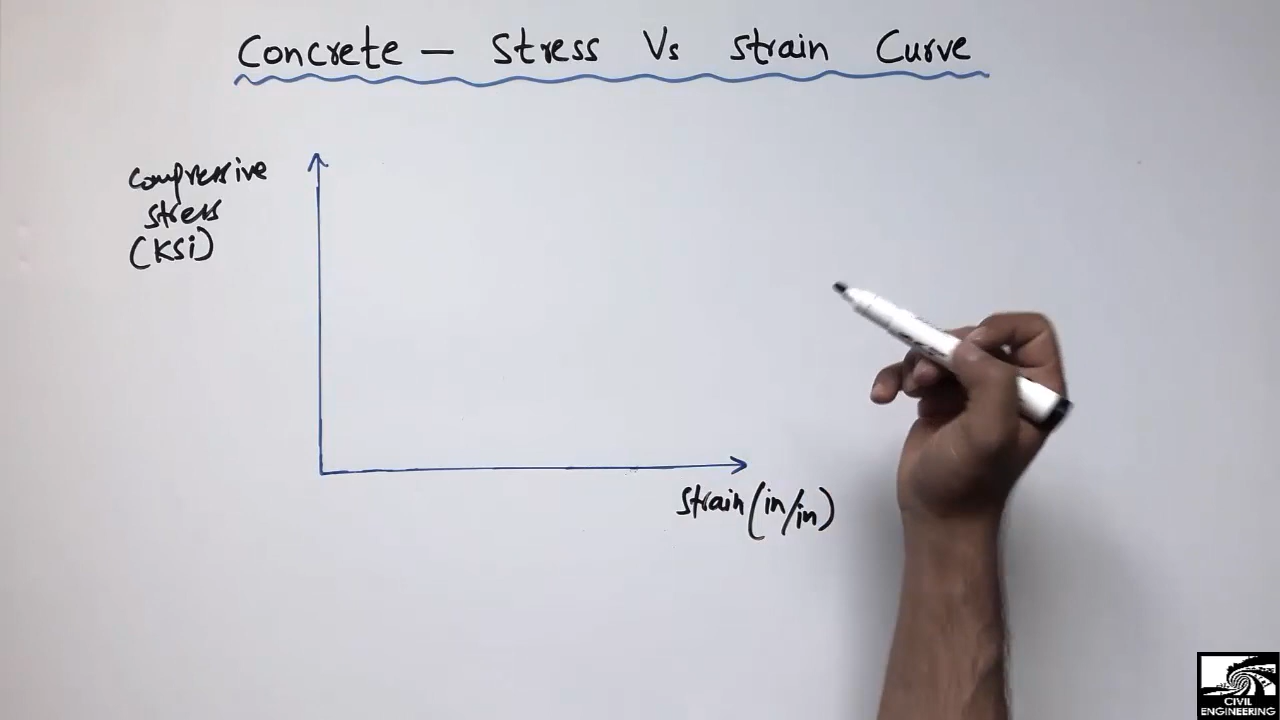 Concrete – Stress Vs Strain Curve
Compressive
Stress
(KSi)
Strain (in/in)
CIVIL
ENGINEERING